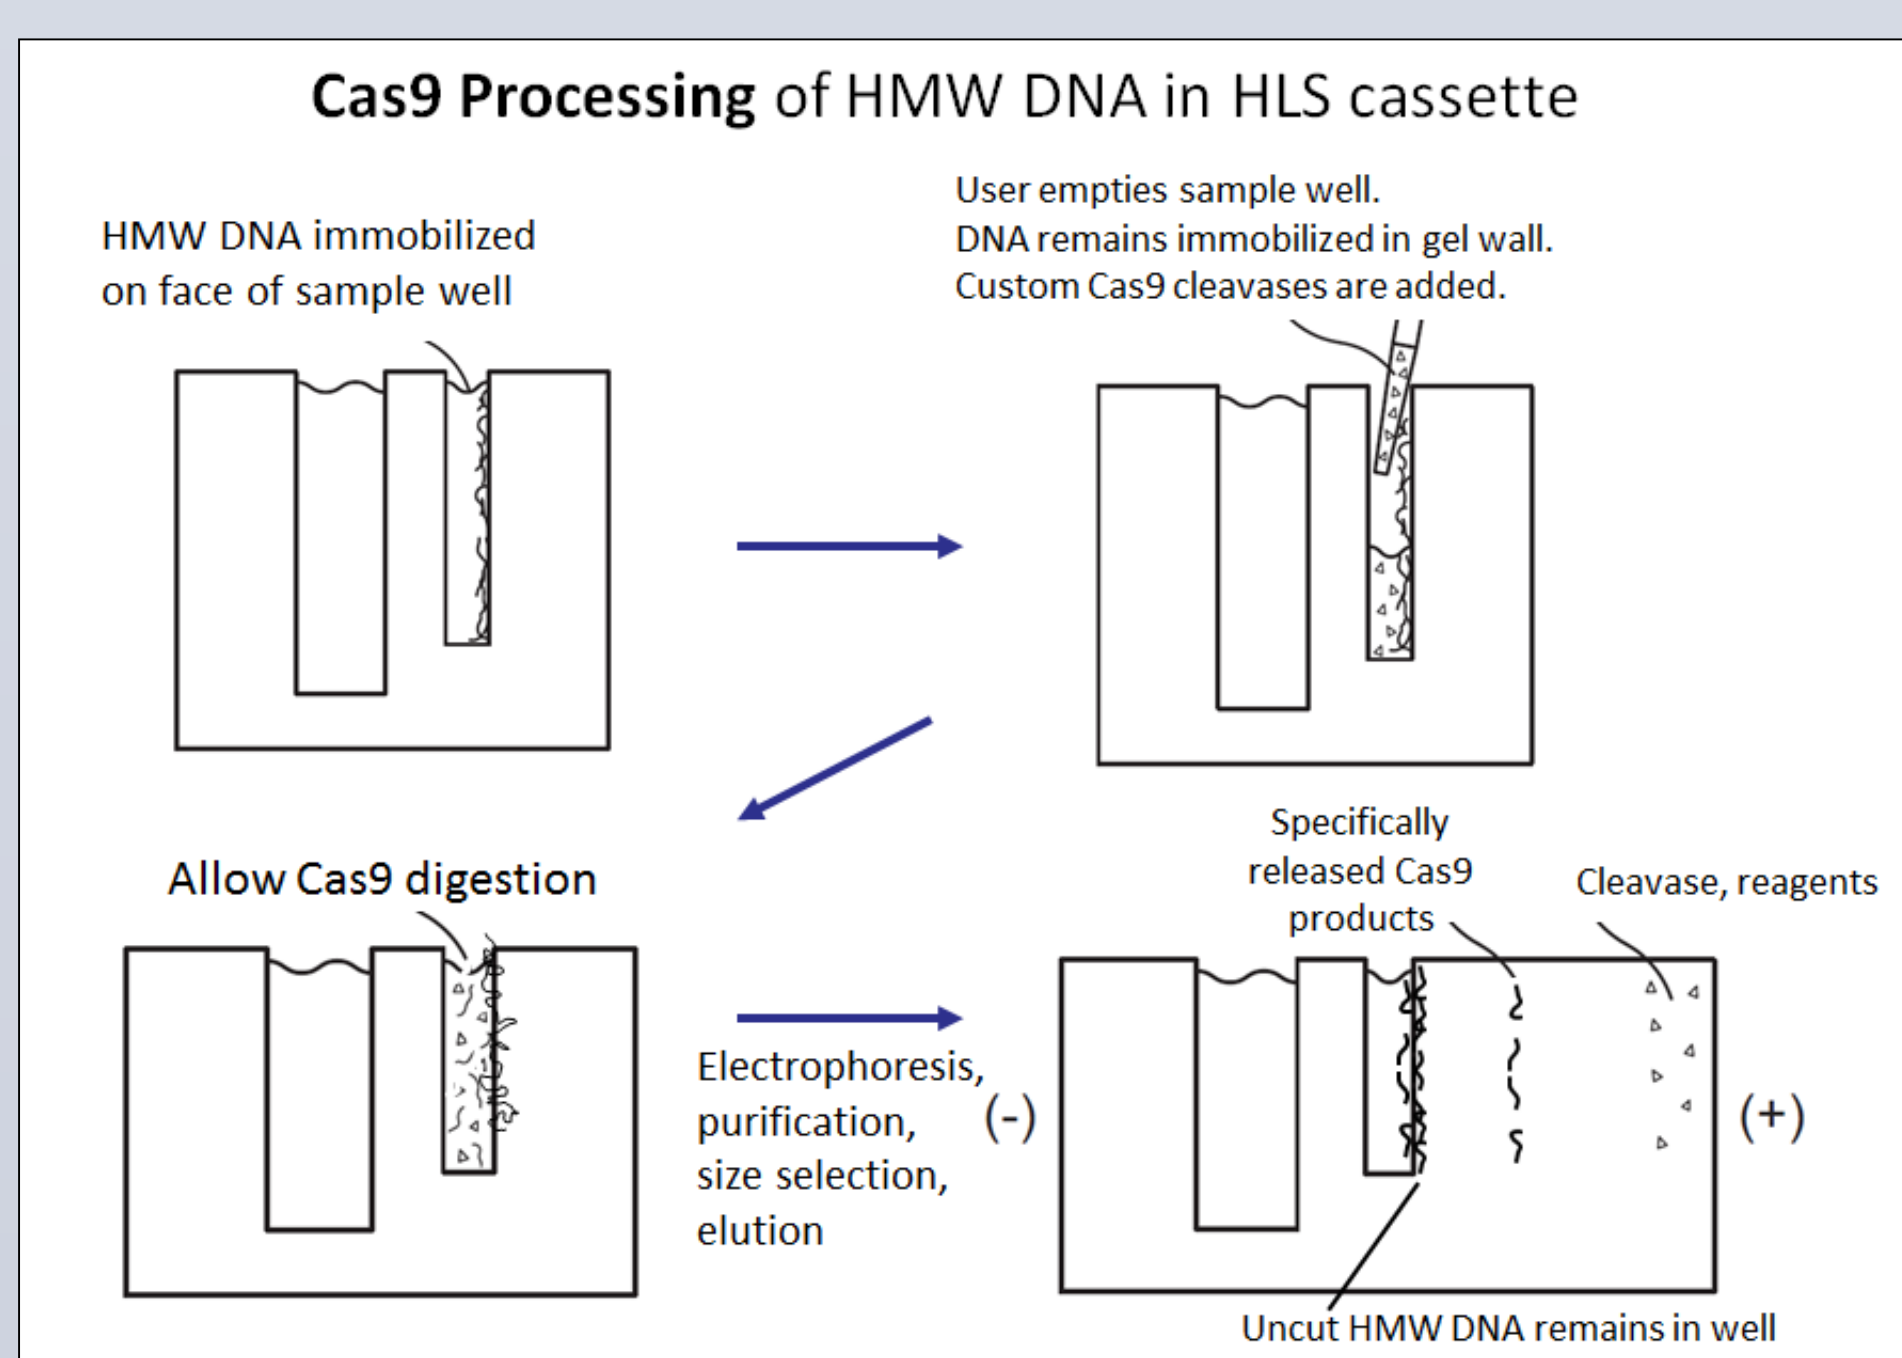 Cas9 Processing of HMW DNA in HLS cassette
HMW DNA immobilized
on face of sample well
User empties sample well.
DNA remains immobilized in gel wall.
Custom Cas9 cleavases are added.
Allow Cas9 digestion
Electrophoresis,
purification,
size selection,
elution
Specifically
released Cas9
products
Cleavase, reagents
(-)
(+)
Uncut HMW DNA remains in well